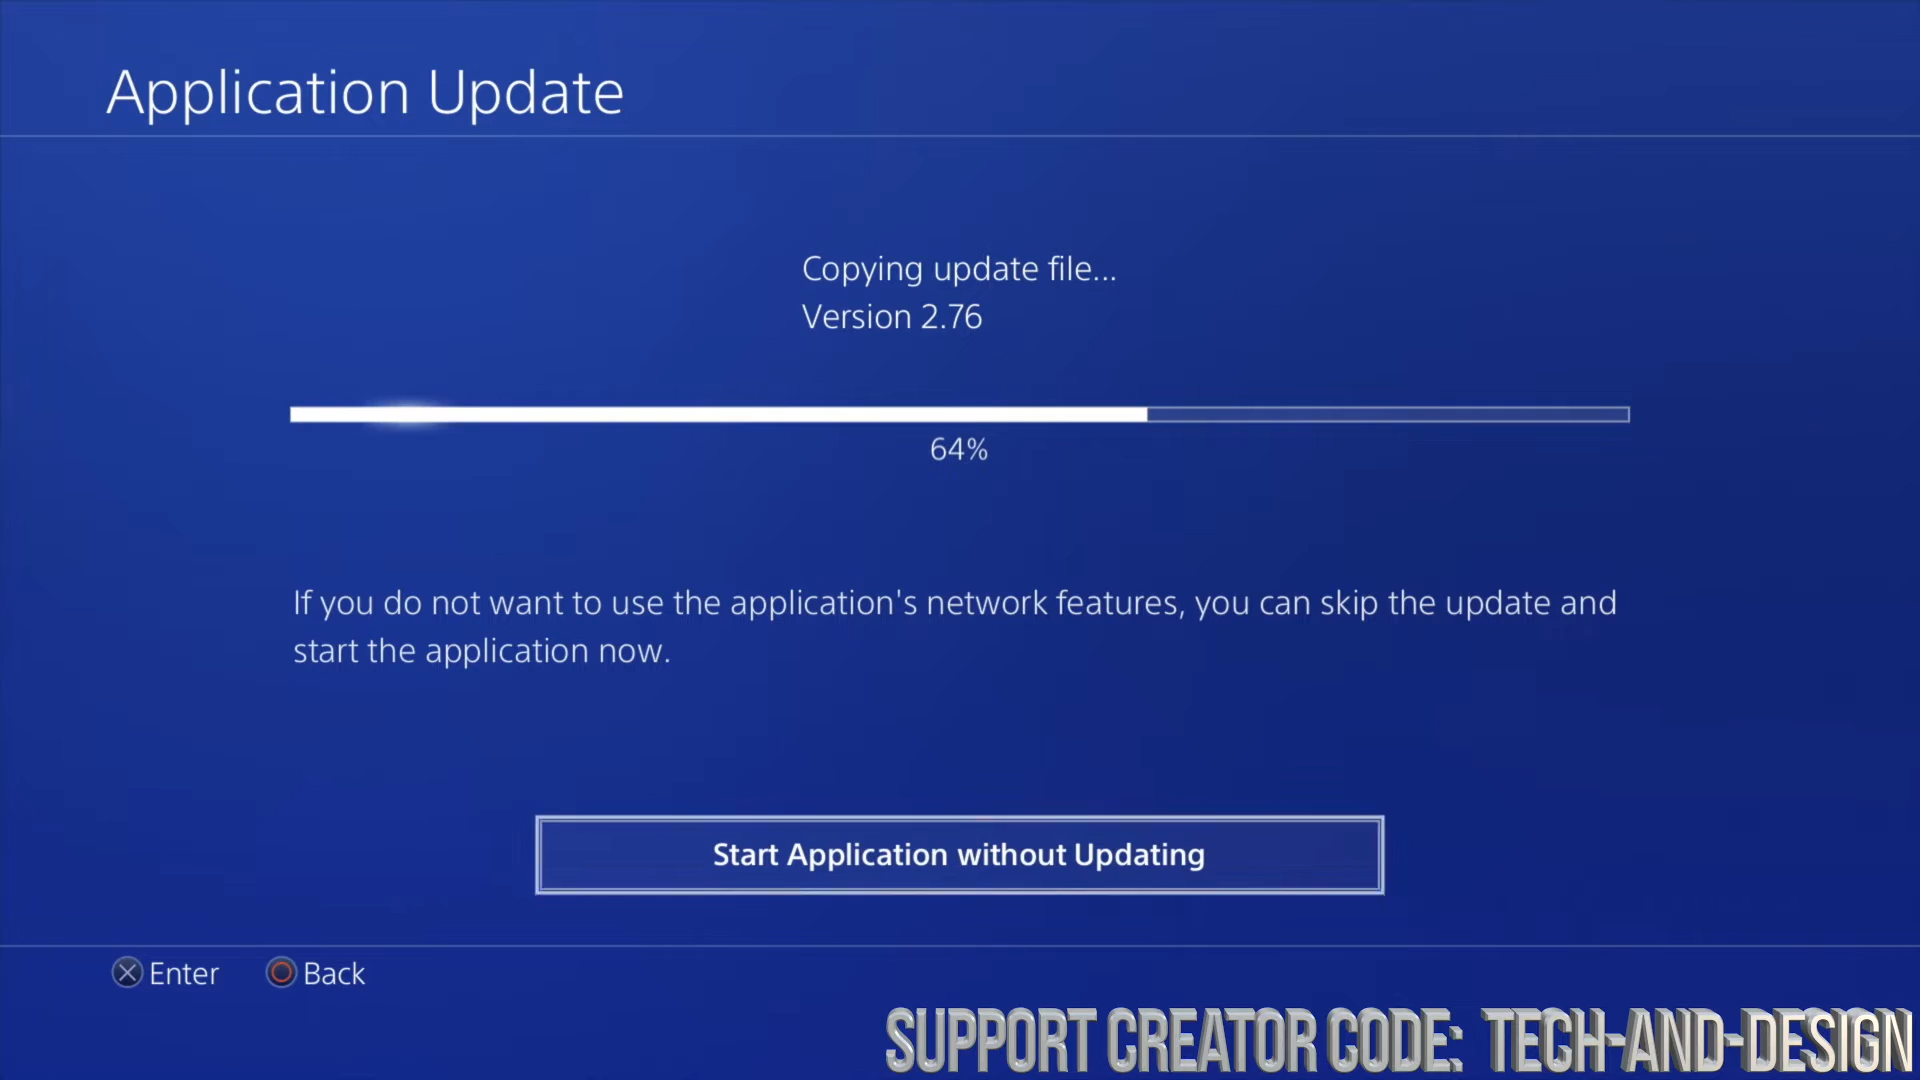 Application Update
Copying update file...
Version 2.76
64%
If you do not want to use the application's network features, you can skip the update and
start the application now.
Start Application without Updating
Enter Back
SUPPORT CREATOR CODE: TECH-AND-DESIGN